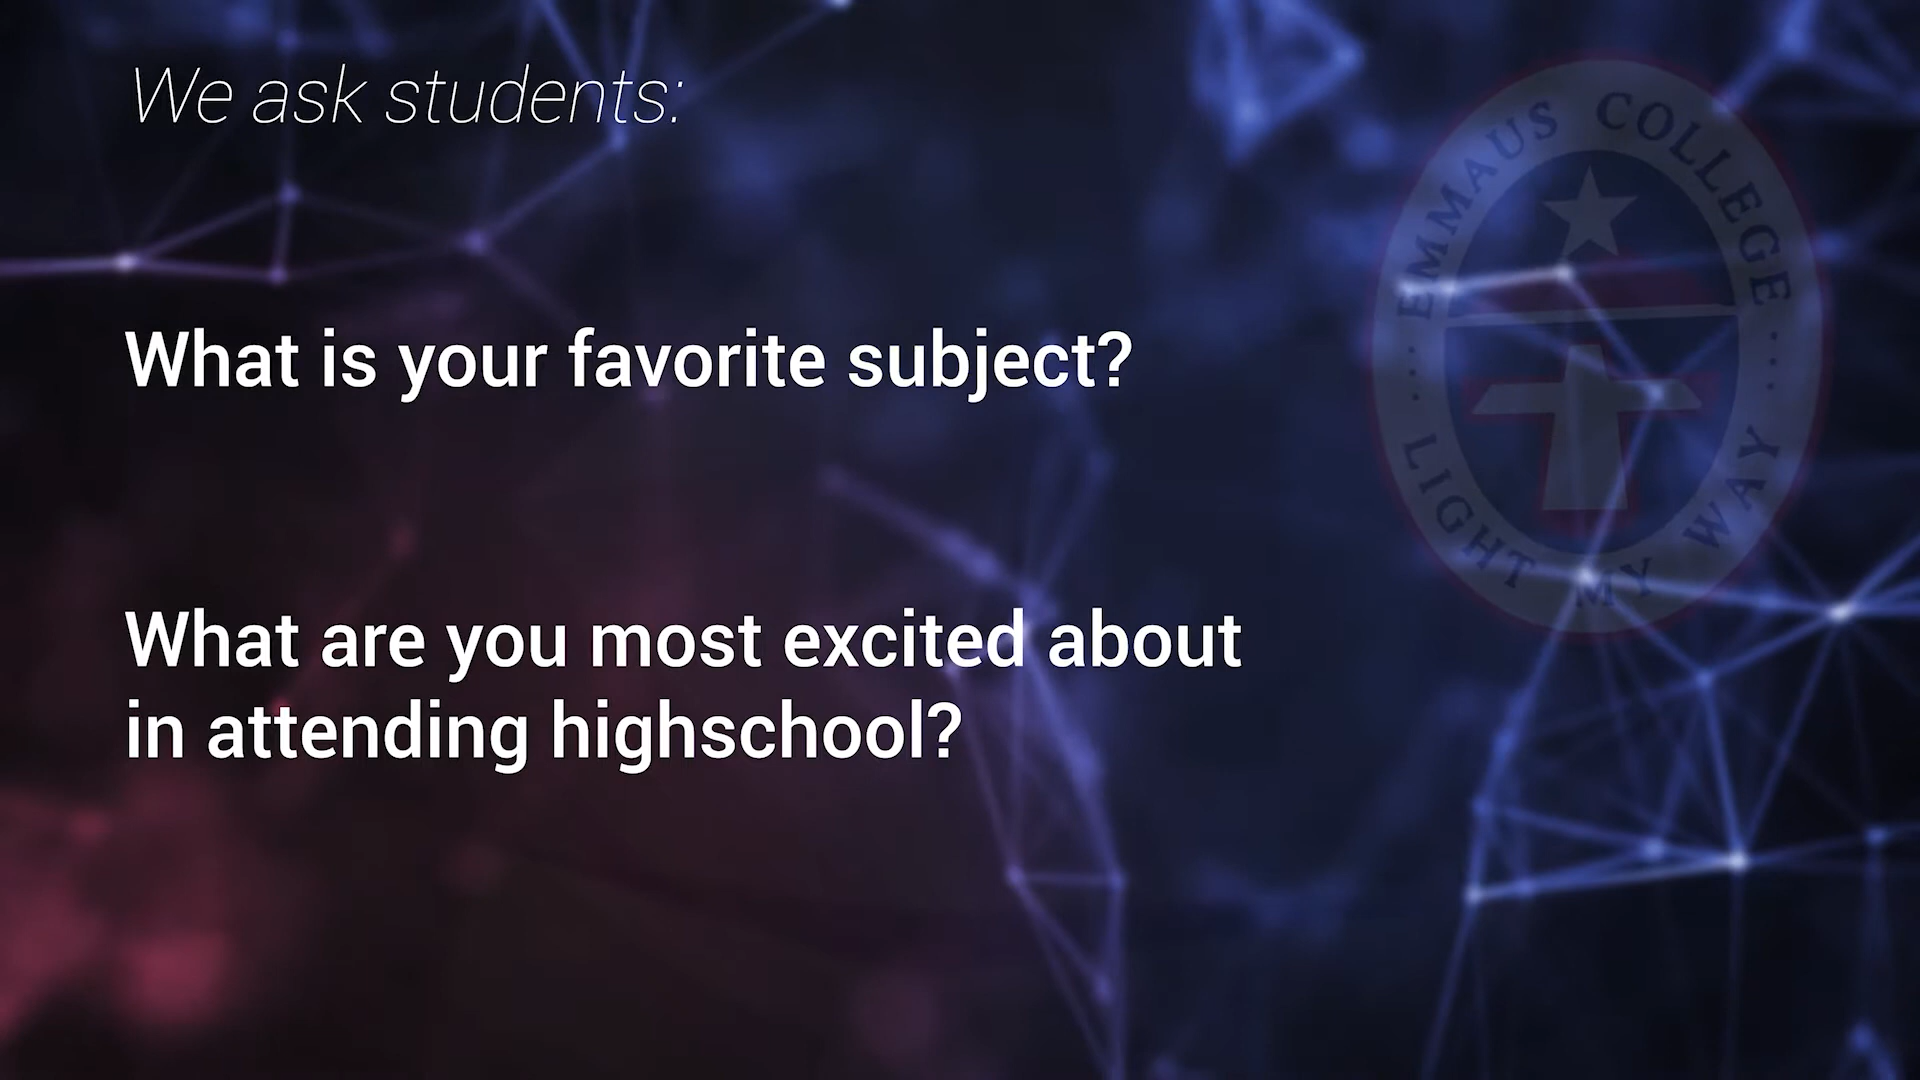 We ask students:
EMMAUS COLLEGE
LIGHT MY WAY
What is your favorite subject?
What are you most excited about
in attending highschool?